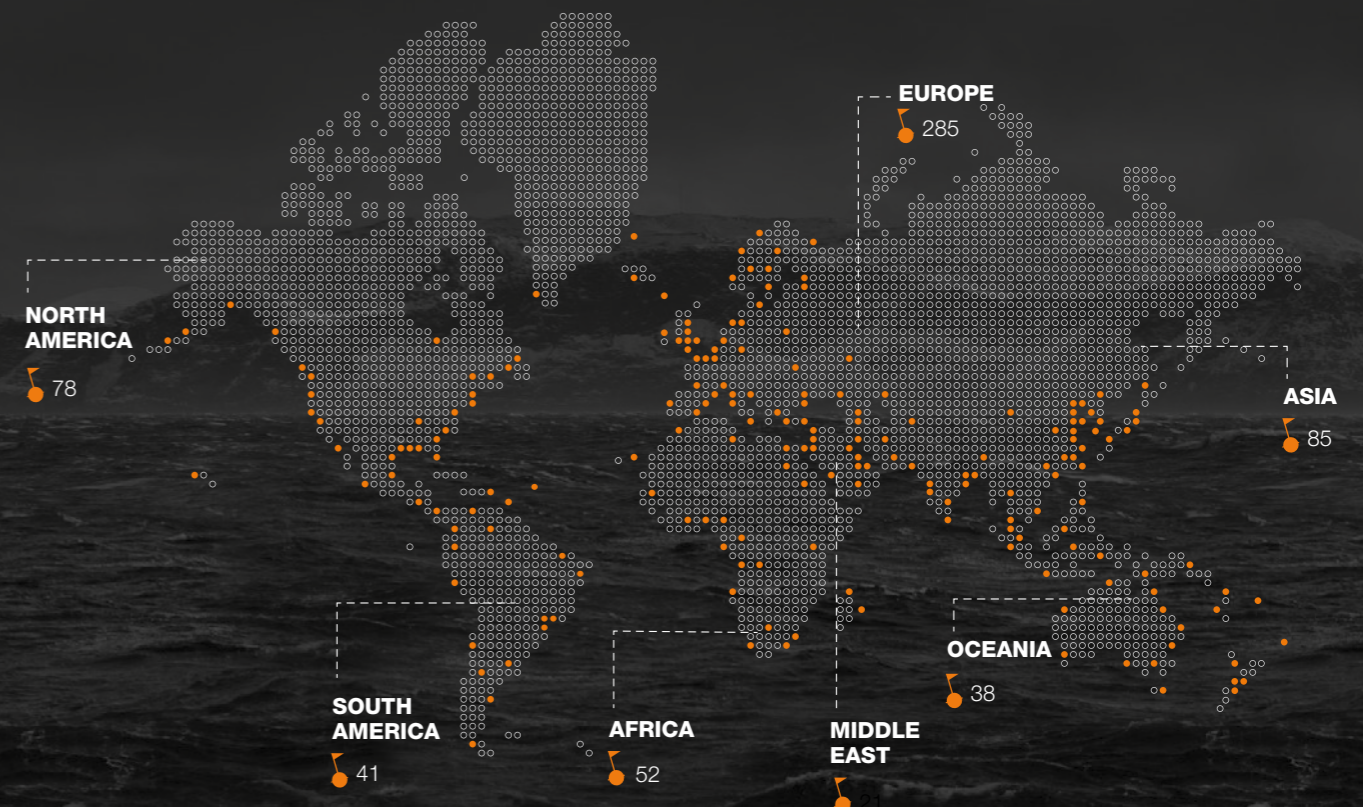 EUROPE
285
NORTH
AMERICA
78
ASIA
85
OCEANIA
38
SOUTH
AMERICA
41
AFRICA
52
MIDDLE
EAST